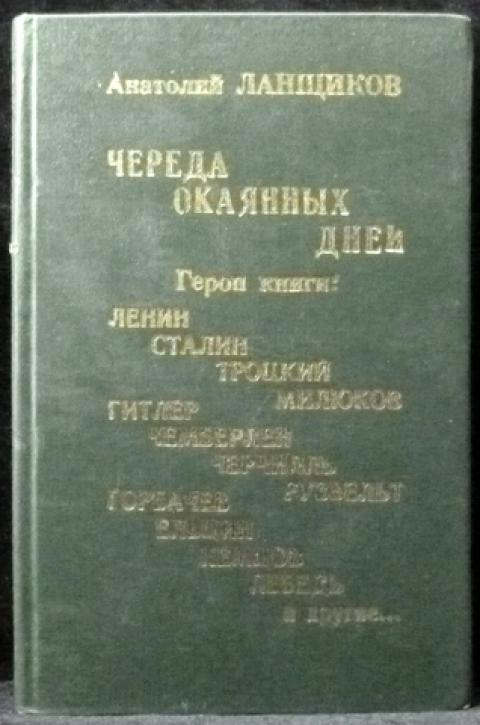 Анатолий ЛАНЩИКОВ
ЧЕРЕДА
ОКАЯННЫХ
ДНЕЙ
Герои книги:
ЛЕНИН
СТАЛИН
ТРОЦКИЙ
МИЛЮКОВ
ГИТЛЕР
ЧЕМБЕРЛЕН
ЧЕРЧИЛЛЬ
РУЗВЕЛЬТ
ГОРБАЧЕВ
ЕЛЬЦИН
НЕМЦОВ
ЛЕБЕДЬ
и другие...